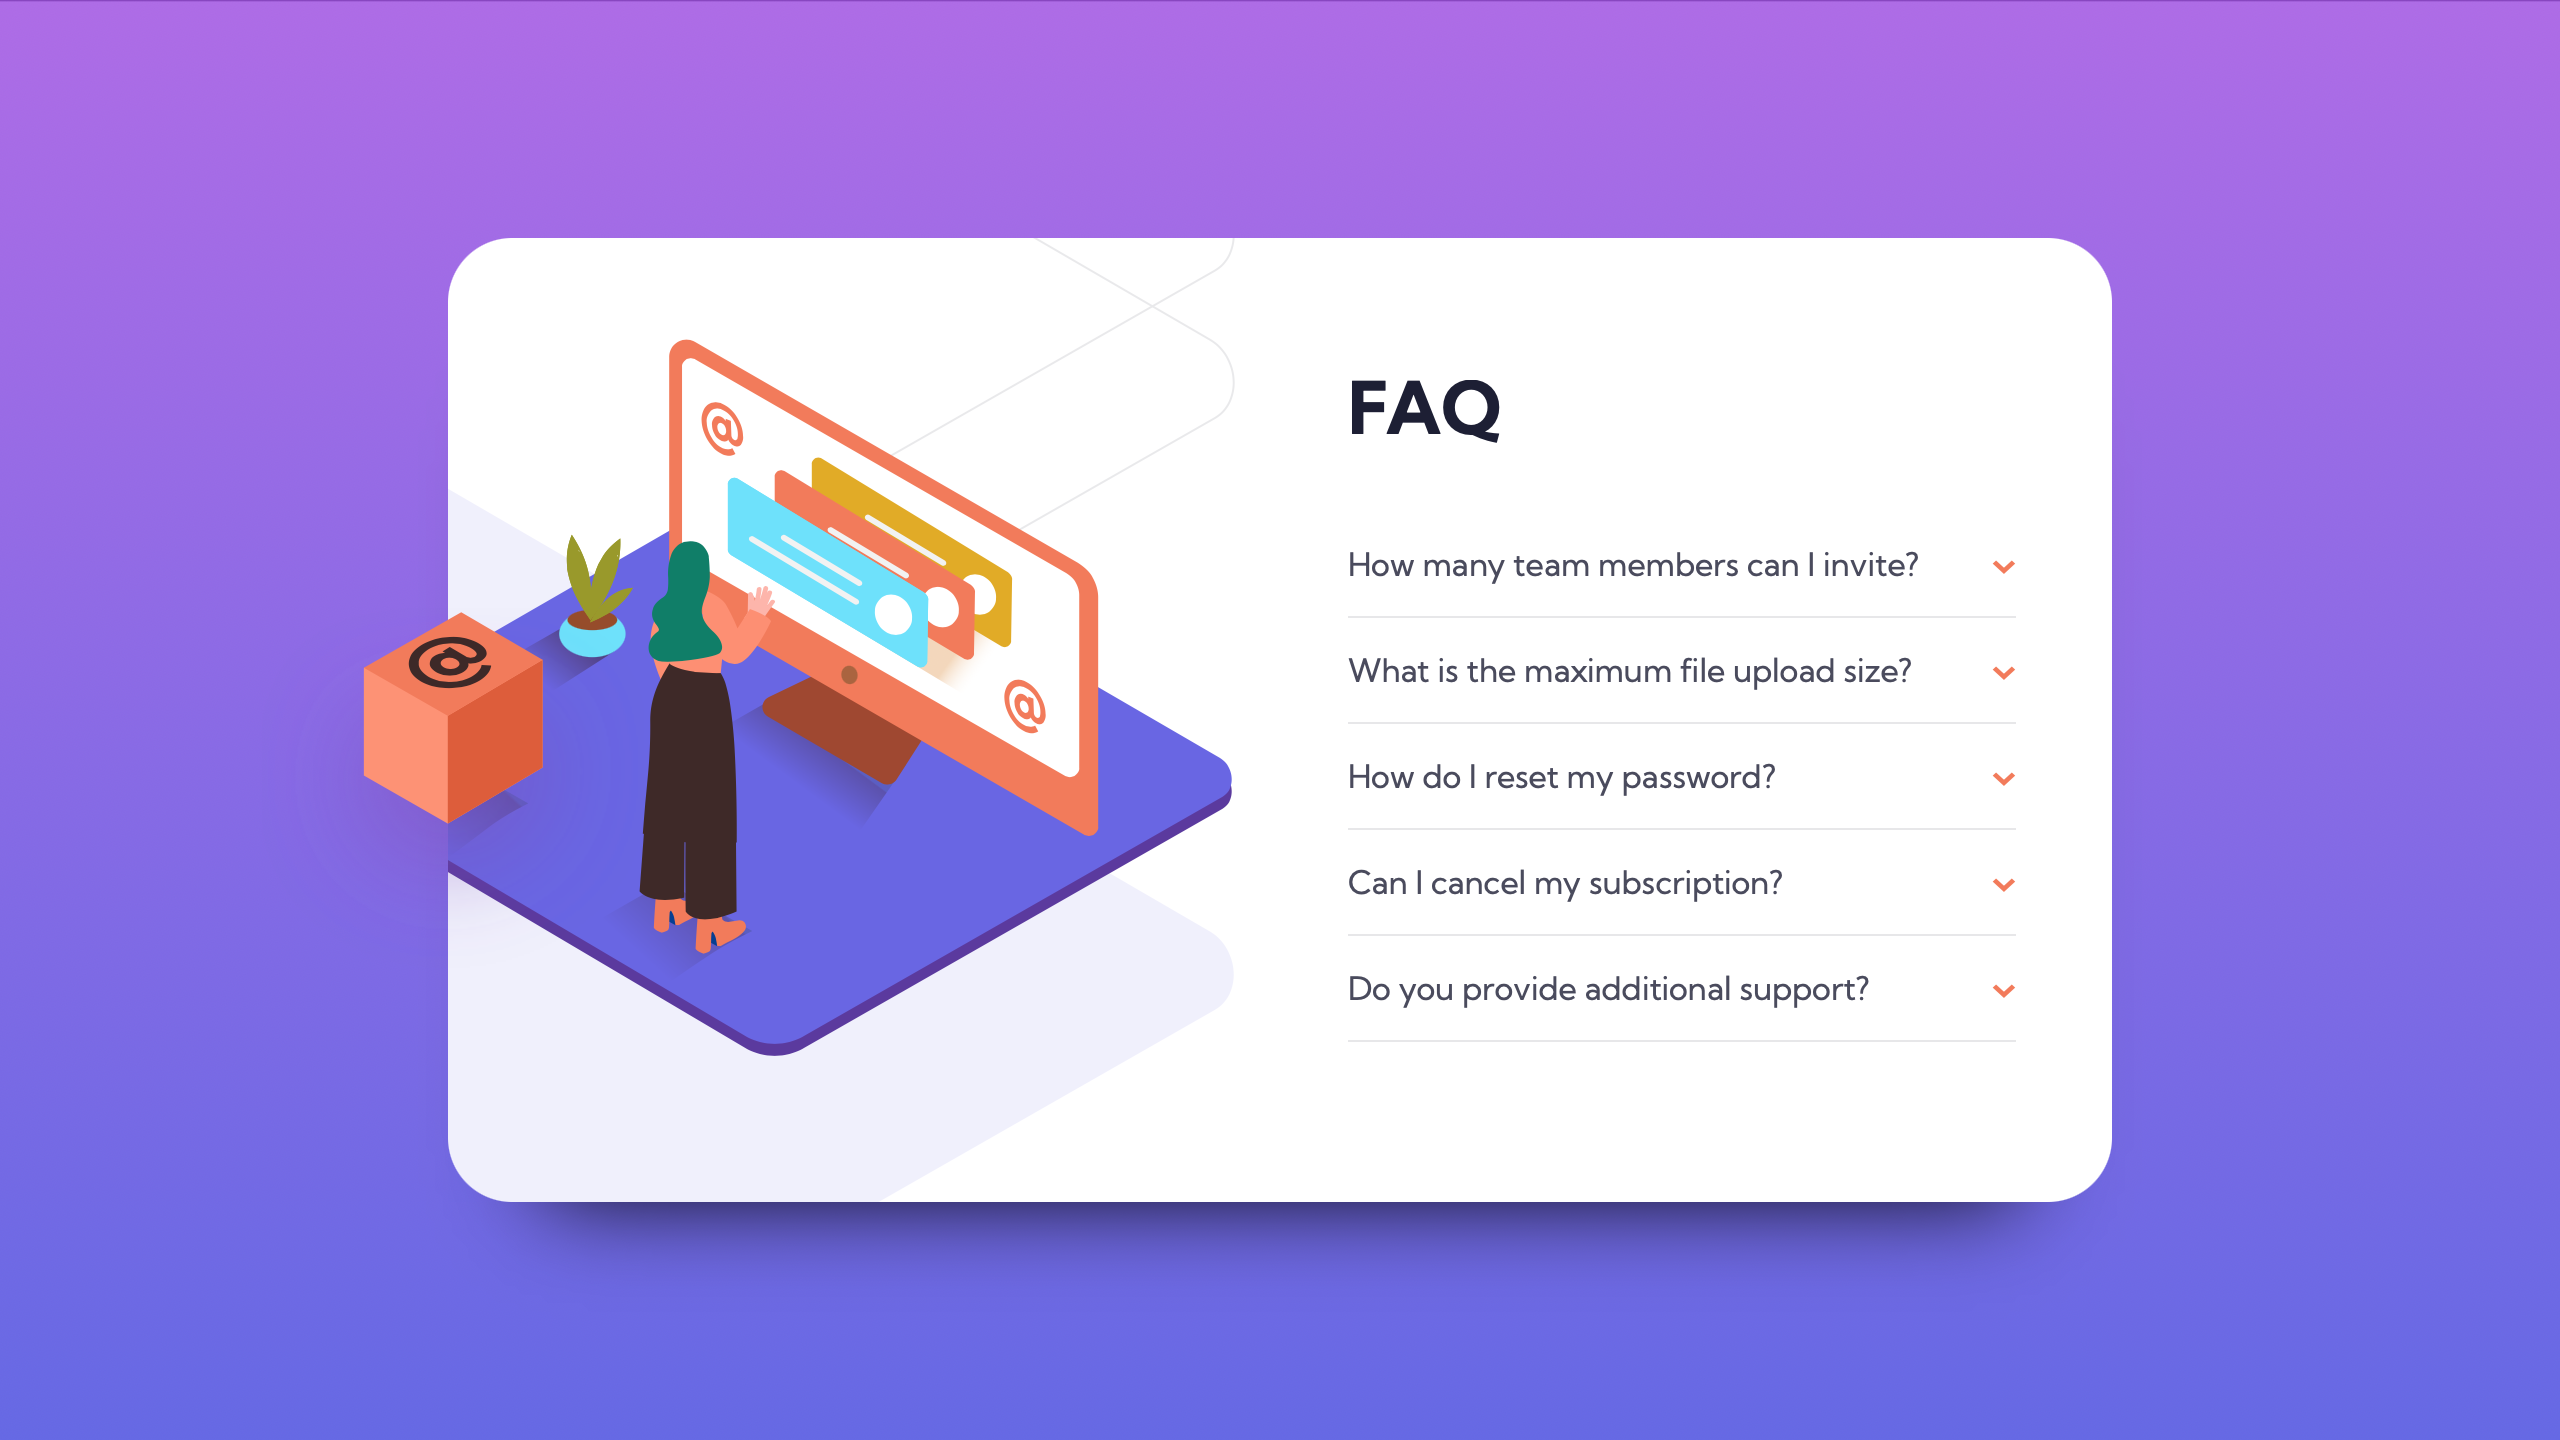 @
@
@
FAQ
How many team members can I invite?
What is the maximum file upload size?
How do I reset my password?
Can I cancel my subscription?
Do you provide additional support?